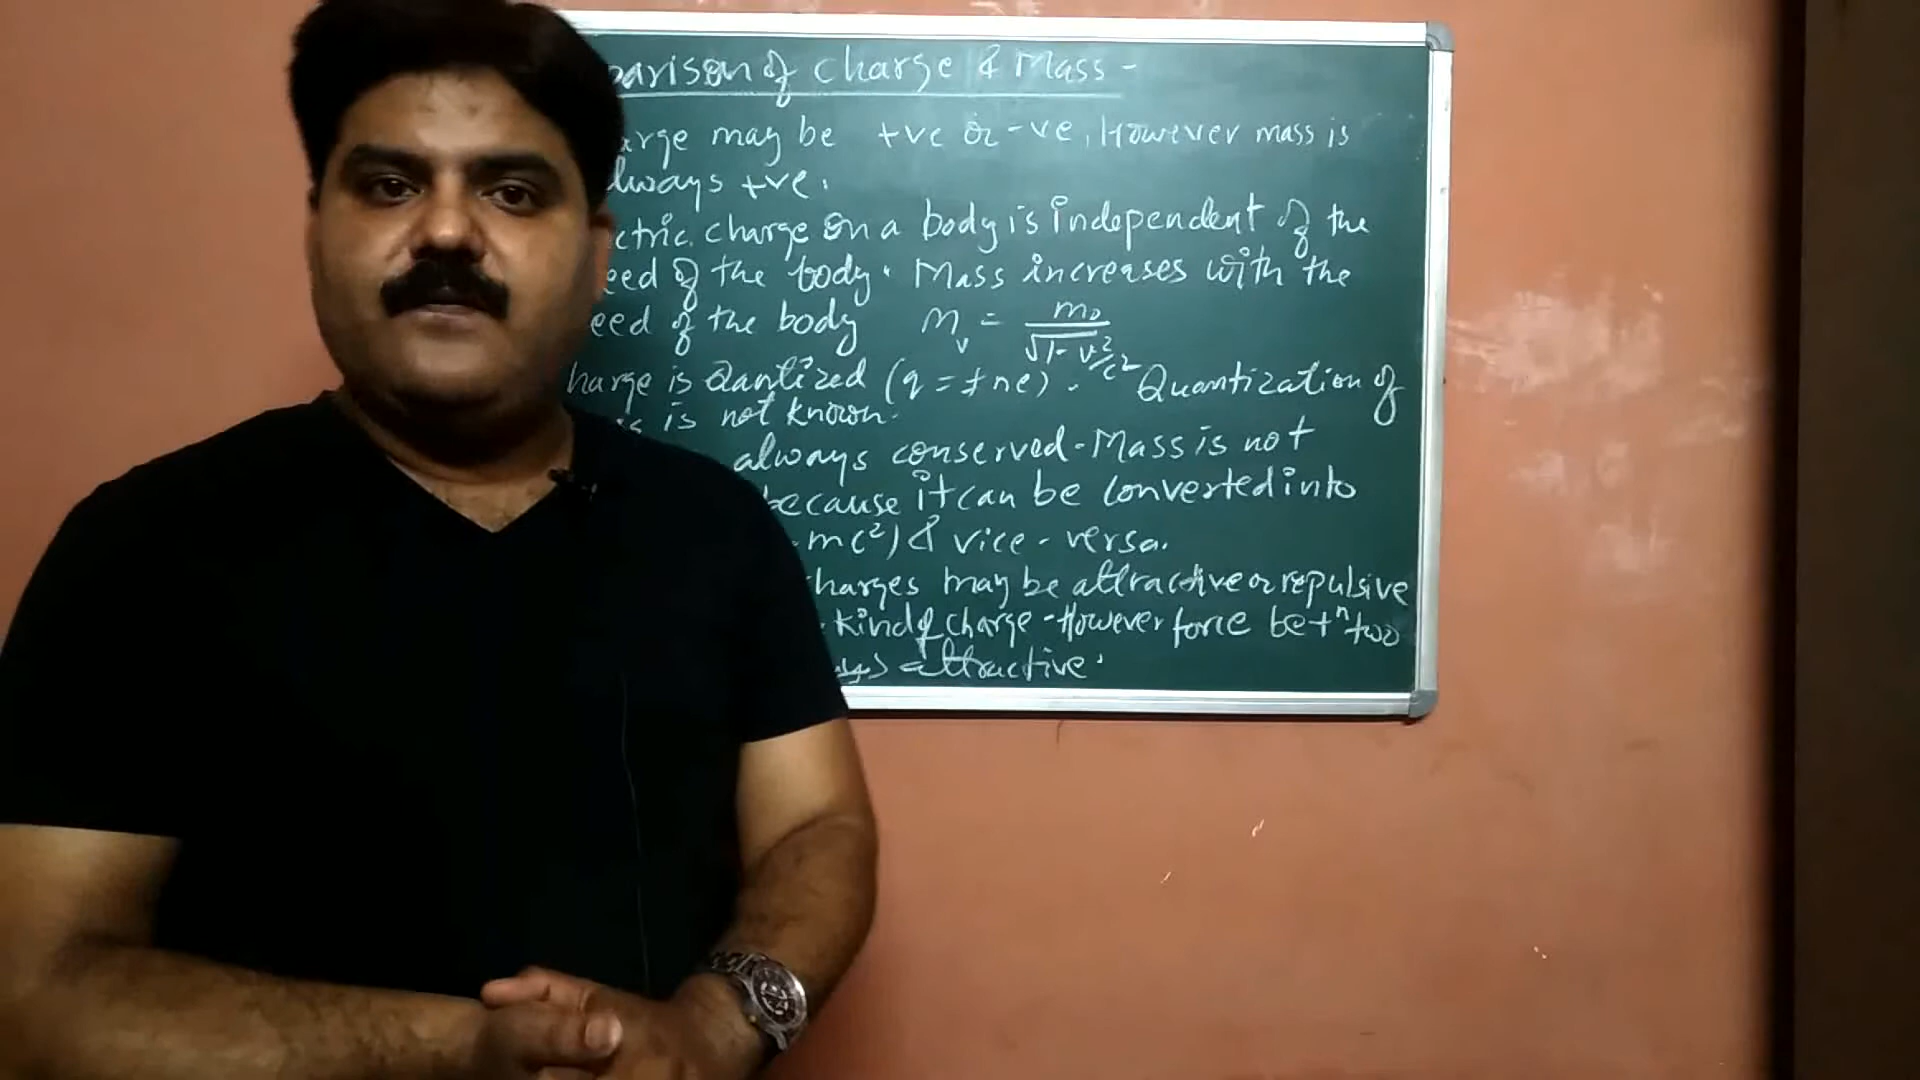 parison of charge & Mass -
arge may be +ve or -ve, However mass is
lways +ve.
ctric charge on a body is independent of the
eed of the body. Mass increases with the
eed of the body m v = m0 / √1- v²/c²
harge is Qantized (q = ± ne). Quantization of
is not known.
always conserved - Mass is not
because it can be converted into
mc²) & vice-versa.
charges may be attractive or repulsive
kind of charge - However force betⁿ two
attractive.